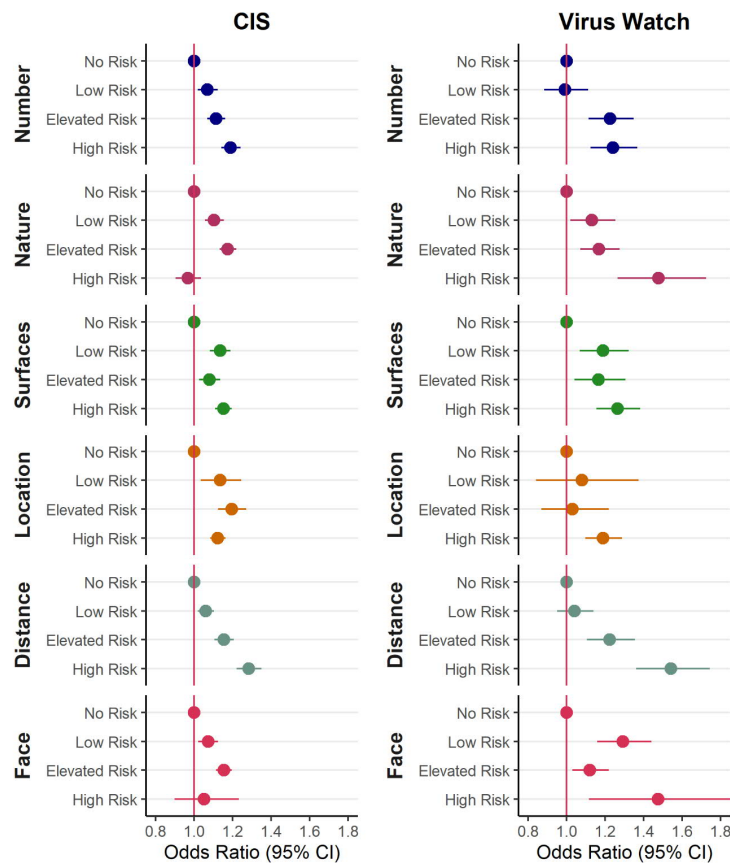 CIS
Number
No Risk
Low Risk
Elevated Risk
High Risk
Nature
No Risk
Low Risk
Elevated Risk
High Risk
Surfaces
No Risk
Low Risk
Elevated Risk
High Risk
Location
No Risk
Low Risk
Elevated Risk
High Risk
Distance
No Risk
Low Risk
Elevated Risk
High Risk
Face
No Risk
Low Risk
Elevated Risk
High Risk
0.8 1.0 1.2 1.4 1.6 1.8
Odds Ratio (95% CI)
Virus Watch
Number
No Risk
Low Risk
Elevated Risk
High Risk
Nature
No Risk
Low Risk
Elevated Risk
High Risk
Surfaces
No Risk
Low Risk
Elevated Risk
High Risk
Location
No Risk
Low Risk
Elevated Risk
High Risk
Distance
No Risk
Low Risk
Elevated Risk
High Risk
Face
No Risk
Low Risk
Elevated Risk
High Risk
0.8 1.0 1.2 1.4 1.6 1.8
Odds Ratio (95% CI)